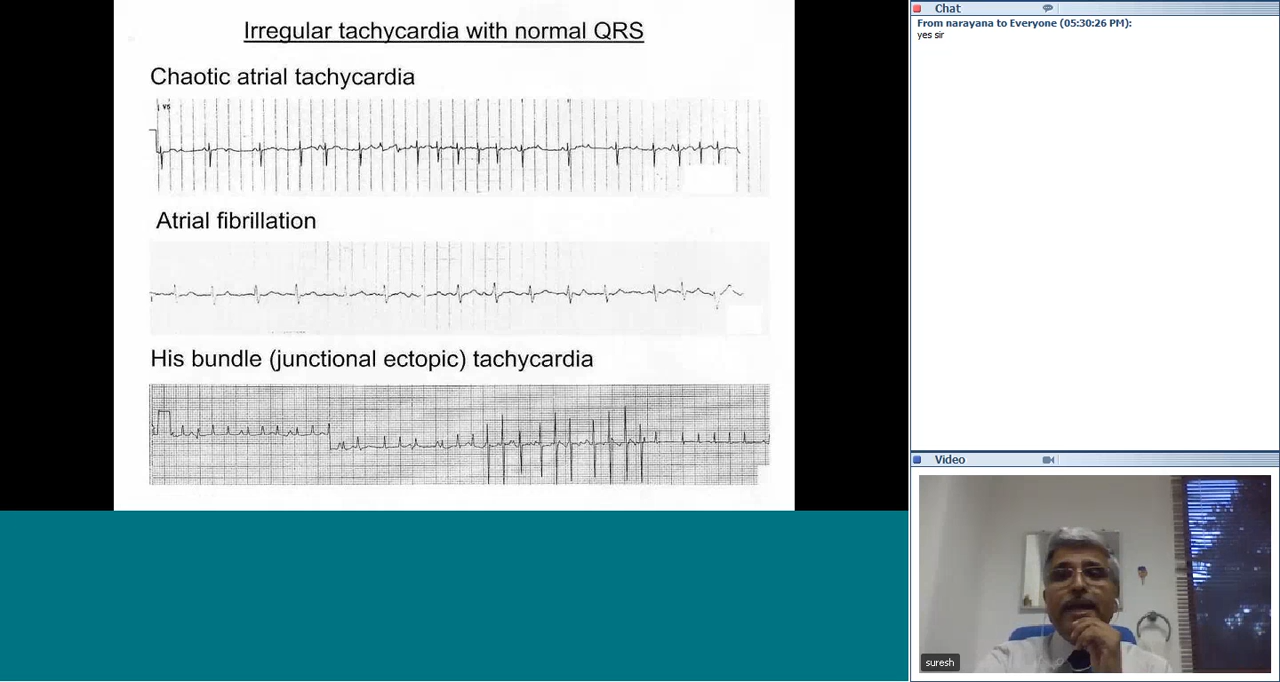 Irregular tachycardia with normal QRS
Chaotic atrial tachycardia
V5
Atrial fibrillation
His bundle (junctional ectopic) tachycardia
Chat
From narayana to Everyone (05:30:26 PM):
yes sir
Video
suresh